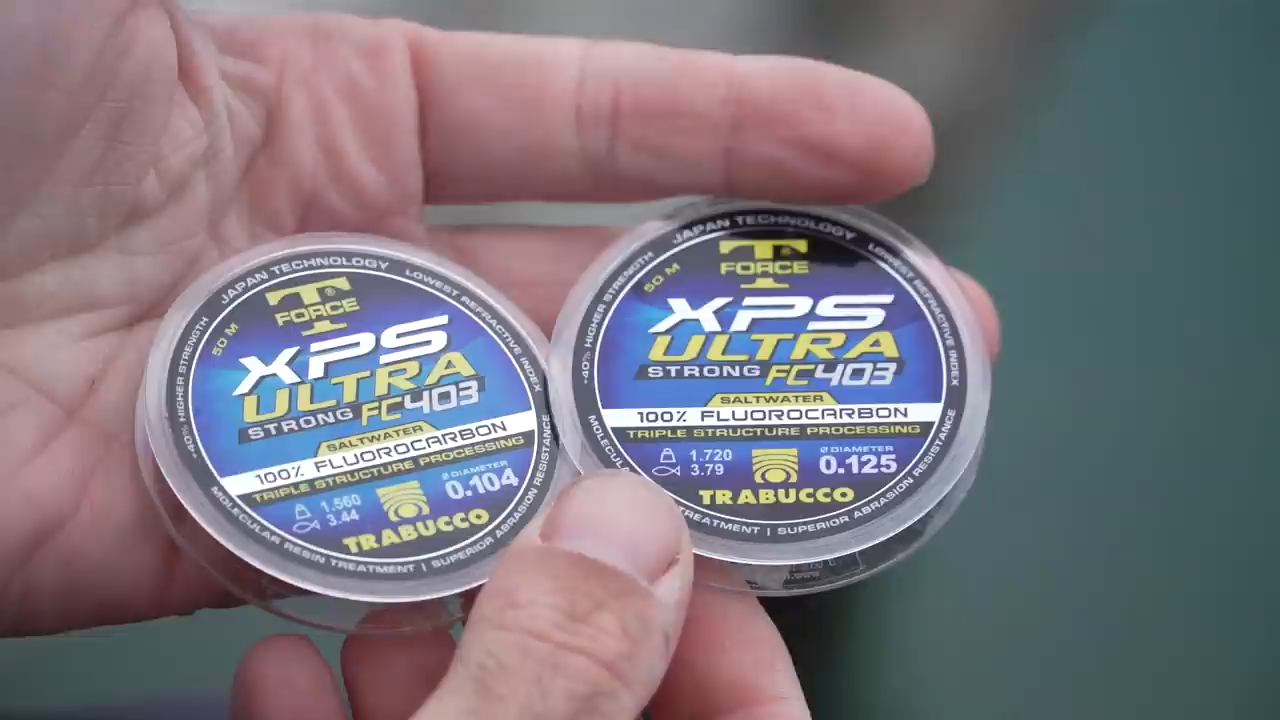 JAPAN TECHNOLOGY
LOWEST REFRACTIVE INDEX
-40% HIGHER STRENGTH
50 M
T®
FORCE
XPS
ULTRA
STRONG FC403
SALTWATER
100% FLUOROCARBON
TRIPLE STRUCTURE PROCESSING
1.560
3.44
Ø DIAMETER
0.104
TRABUCCO
MOLECULAR RESIN TREATMENT | SUPERIOR ABRASION RESISTANCE
JAPAN TECHNOLOGY
LOWEST REFRACTIVE INDEX
-40% HIGHER STRENGTH
50 M
T®
FORCE
XPS
ULTRA
STRONG FC403
SALTWATER
100% FLUOROCARBON
TRIPLE STRUCTURE PROCESSING
1.720
3.79
Ø DIAMETER
0.125
TRABUCCO
TREATMENT | SUPERIOR ABRASION RESISTANCE